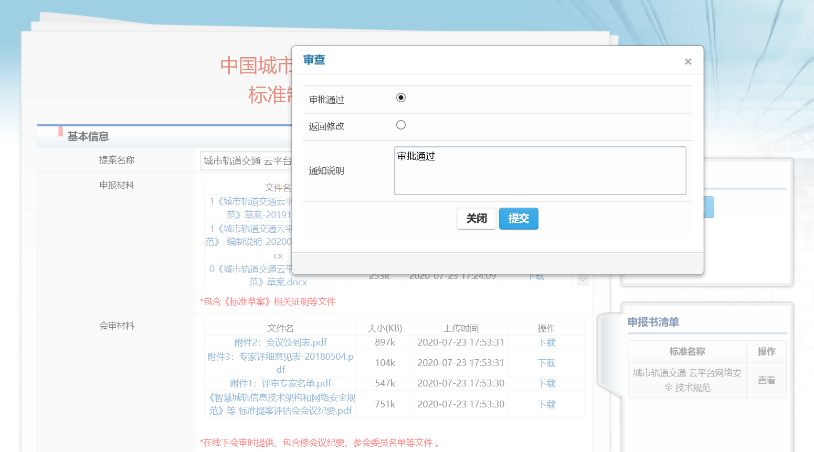 中国城市
标准制
审查
×
审批通过
返回修改
通知说明
审批通过
关闭
提交
基本信息
提案名称
城市轨道交通 云平台
申报材料
文件名
1《城市轨道交通云平
范》草案-20191
1《城市轨道交通云平
范》 编制说明 20200
cx
0《城市轨道交通云平
范》草案.docx
259k
2020-07-23 17:24:09
下载
*包含《标准草案》相关证明等文件
会审材料
文件名 大小(KB) 上传时间 操作
附件2：会议签到表.pdf 897k 2020-07-23 17:53:31 下载
附件3：专家详细意见表-20180504.p
df
104k 2020-07-23 17:53:31 下载
附件1：评审专家名单.pdf 547k 2020-07-23 17:53:30 下载
《智慧城轨信息技术架构和网络安全规
范》等 标准提案评估会会议纪要.pdf
751k 2020-07-23 17:53:30 下载
*在线下会审时提供，包含修会议纪要、参会委员名单等文件 。
申报书清单
标准名称 操作
城市轨道交通 云平台网络安
全 技术规范
查看